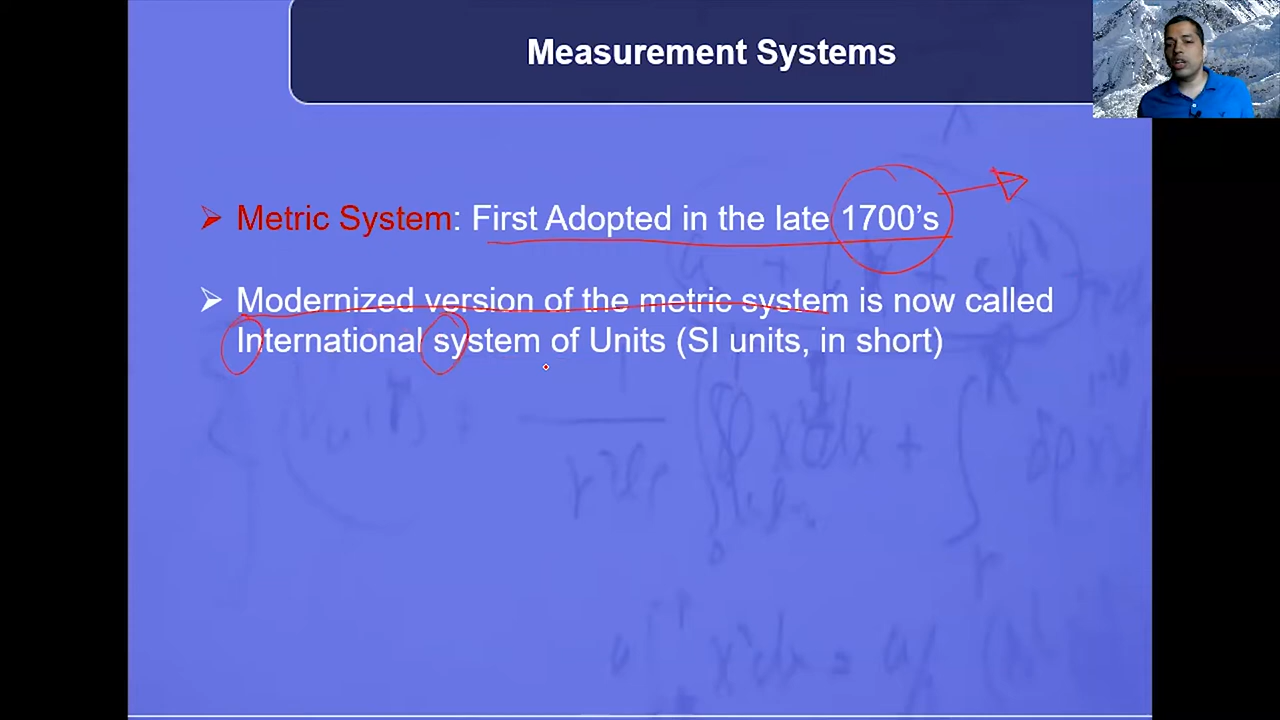 Measurement Systems
Metric System: First Adopted in the late 1700's
Modernized version of the metric system is now called
International system of Units (SI units, in short)